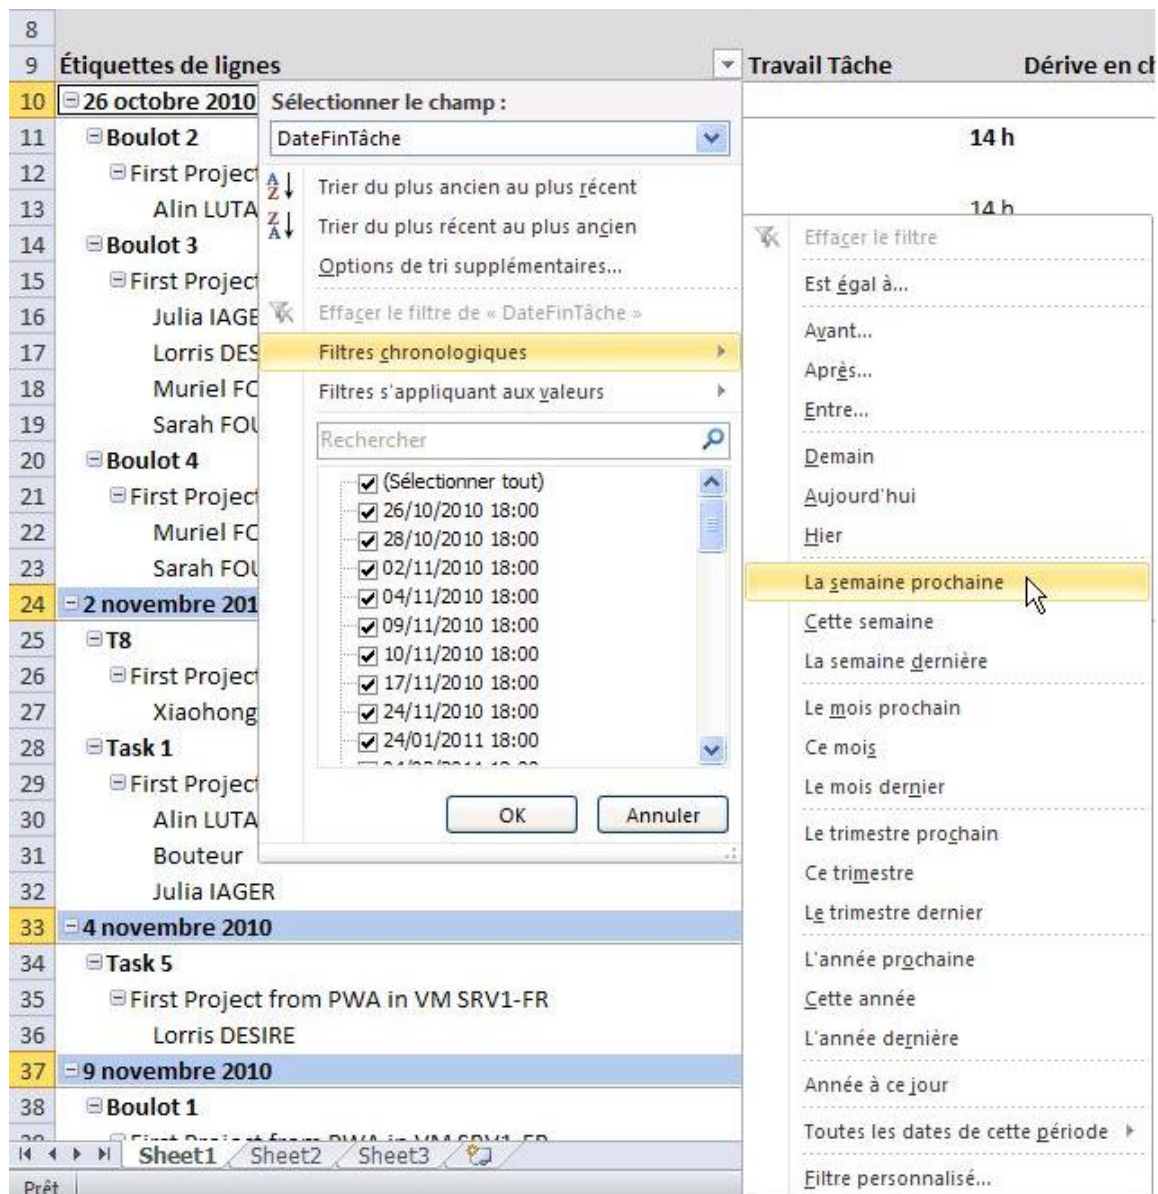 8
9 Étiquettes de lignes Travail Tâche Dérive en
10 26 octobre 2010
11 Boulot 2 14 h
12 First Project
13 Alin LUTA 14 h
14 Boulot 3
15 First Project
16 Julia IAGE
17 Lorris DES
18 Muriel FO
19 Sarah FOU
20 Boulot 4
21 First Project
22 Muriel FO
23 Sarah FOU
24 2 novembre 201
25 T8
26 First Project
27 Xiaohong
28 Task 1
29 First Project
30 Alin LUTA
31 Bouteur
32 Julia IAGER
33 4 novembre 2010
34 Task 5
35 First Project from PWA in VM SRV1-FR
36 Lorris DESIRE
37 9 novembre 2010
38 Boulot 1
39 First Project from PWA in VM SRV1-FR
Sheet1 Sheet2 Sheet3
Prêt
Sélectionner le champ :
DateFinTâche
Trier du plus ancien au plus récent
Trier du plus récent au plus ancien
Options de tri supplémentaires...
Effacer le filtre de « DateFinTâche »
Filtres chronologiques
Filtres s'appliquant aux valeurs
Rechercher
(Sélectionner tout)
26/10/2010 18:00
28/10/2010 18:00
02/11/2010 18:00
04/11/2010 18:00
09/11/2010 18:00
10/11/2010 18:00
17/11/2010 18:00
24/11/2010 18:00
24/01/2011 18:00
OK Annuler
Effacer le filtre
Est égal à...
Avant...
Après...
Entre...
Demain
Aujourd'hui
Hier
La semaine prochaine
Cette semaine
La semaine dernière
Le mois prochain
Ce mois
Le mois dernier
Le trimestre prochain
Ce trimestre
Le trimestre dernier
L'année prochaine
Cette année
L'année dernière
Année à ce jour
Toutes les dates de cette période
Filtre personnalisé...